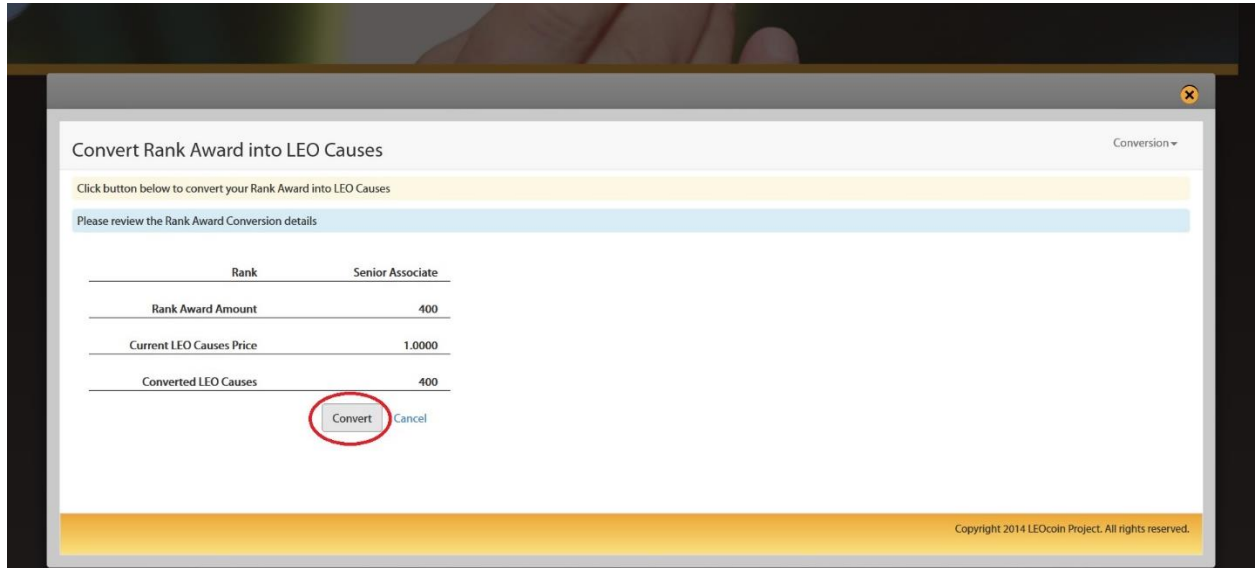 Convert Rank Award into LEO Causes
Conversion
Click button below to convert your Rank Award into LEO Causes
Please review the Rank Award Conversion details
Rank Senior Associate
Rank Award Amount 400
Current LEO Causes Price 1.0000
Converted LEO Causes 400
Convert Cancel
Copyright 2014 LEOcoin Project. All rights reserved.